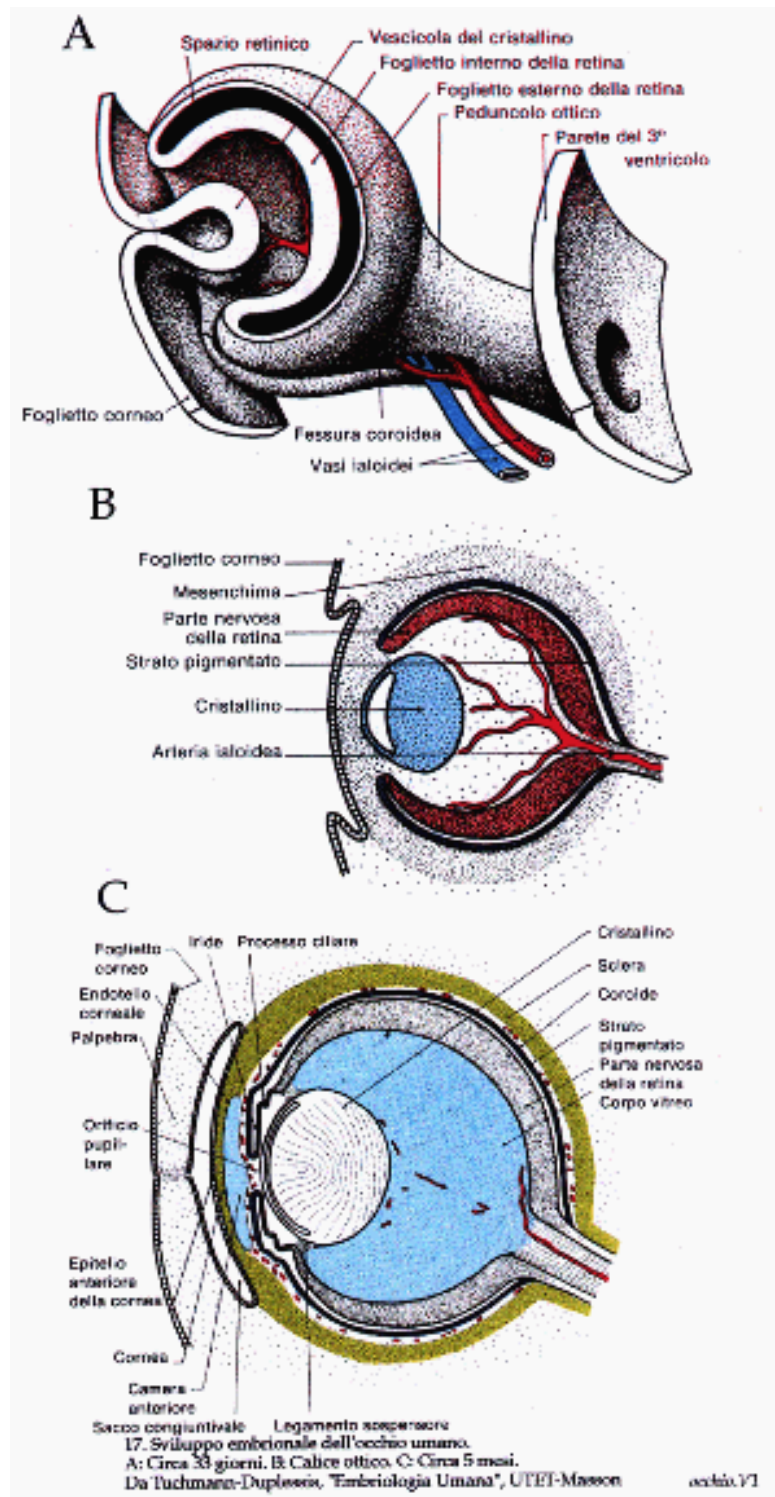 A
Spazio retinico
Vescicola del cristallino
Foglietto interno della retina
Foglietto esterno della retina
Peduncolo ottico
Parete del 3th
ventricolo
Foglietto corneo
Fessura coroidea
Vasi ialoidei
B
Foglietto corneo
Mesenchima
Parte nervosa
della retina
Strato pigmentato
Cristallino
Arteria ialoidea
C
Foglietto
corneo
Iride
Processo ciliare
Endotelio
corneale
Palpebra
Orificio
pupil-
lare
Epitelio
anteriore
della cornea
Cornea
Camera
anteriore
Sacco congiuntivale
Legamento sospensore
Cristallino
Sclera
Coroide
Strato
pigmentato
Parte nervosa
della retina
Corpo vitreo
17. Sviluppo embrionale dell'occhio umano.
A: Circa 33 giorni. B: Calice ottico. C: Circa 5 mesi.
Da Tuchmann-Duplessis, "Embriologia Umana", UTET-Masson
occhio.V1